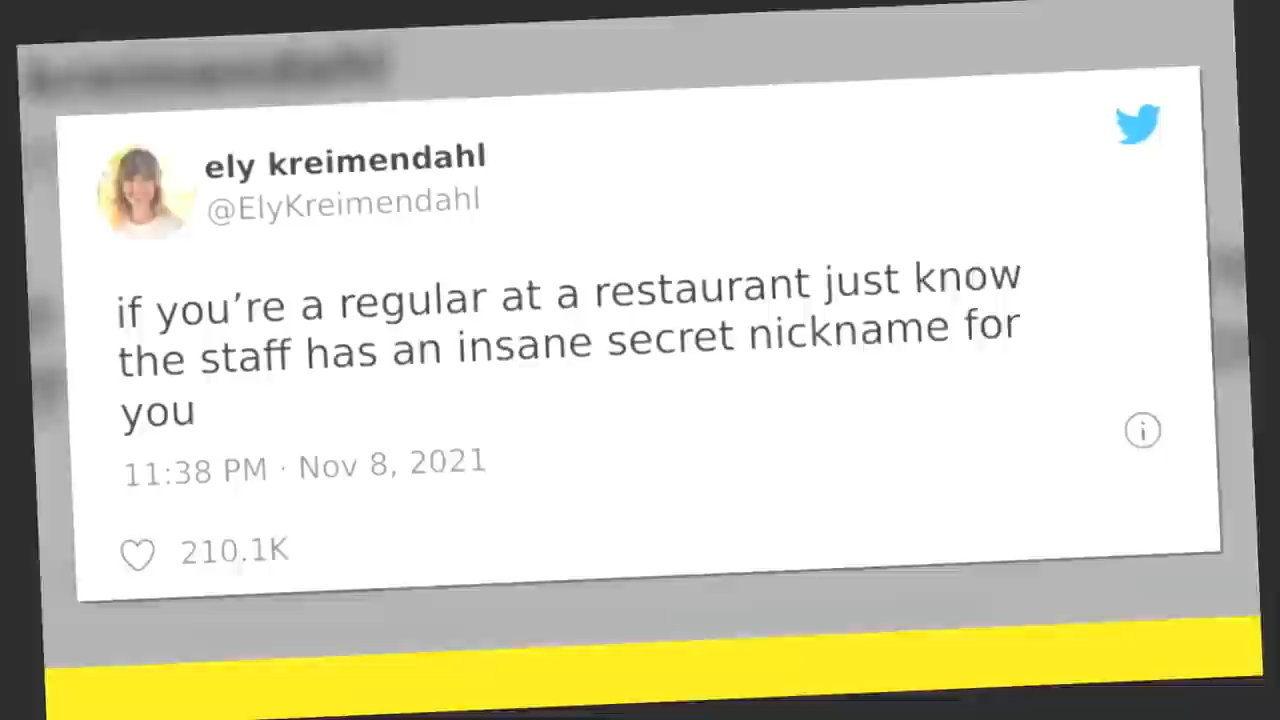 kreimendahl
ely kreimendahl
@ElyKreimendahl
if you’re a regular at a restaurant just know
the staff has an insane secret nickname for
you
11:38 PM · Nov 8, 2021
210.1K